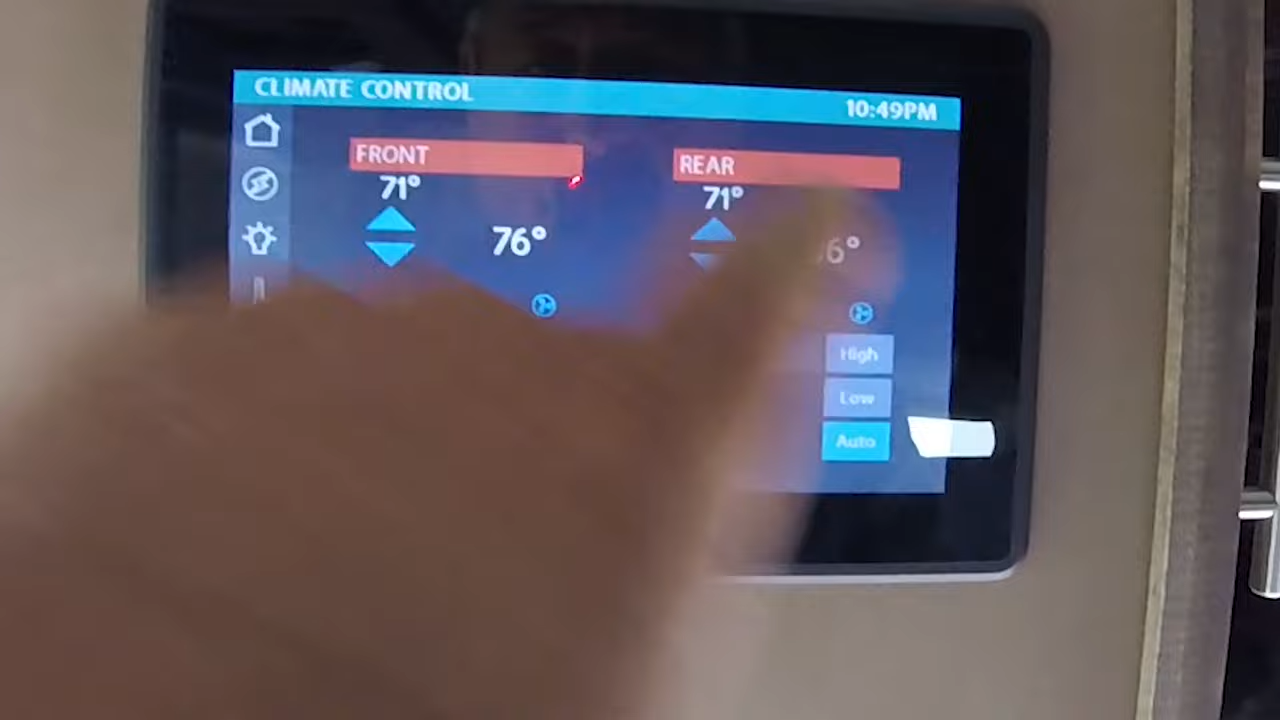 CLIMATE CONTROL
10:49PM
FRONT
REAR
71°
71°
76°
High
Low
Auto